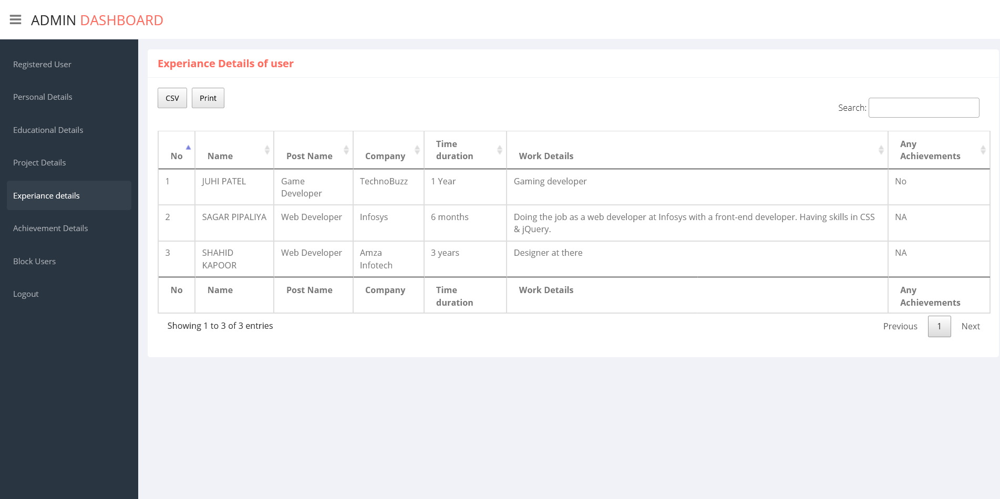 ADMIN DASHBOARD
Registered User
Personal Details
Educational Details
Project Details
Experiance details
Achievement Details
Block Users
Logout
Experiance Details of user
CSV Print
Search:
No Name Post Name Company Time duration Work Details Any Achievements
1 JUHI PATEL Game Developer TechnoBuzz 1 Year Gaming developer No
2 SAGAR PIPALIYA Web Developer Infosys 6 months Doing the job as a web developer at Infosys with a front-end developer. Having skills in CSS & jQuery. NA
3 SHAHID KAPOOR Web Developer Amza Infotech 3 years Designer at there NA
No Name Post Name Company Time duration Work Details Any Achievements
Showing 1 to 3 of 3 entries
Previous 1 Next